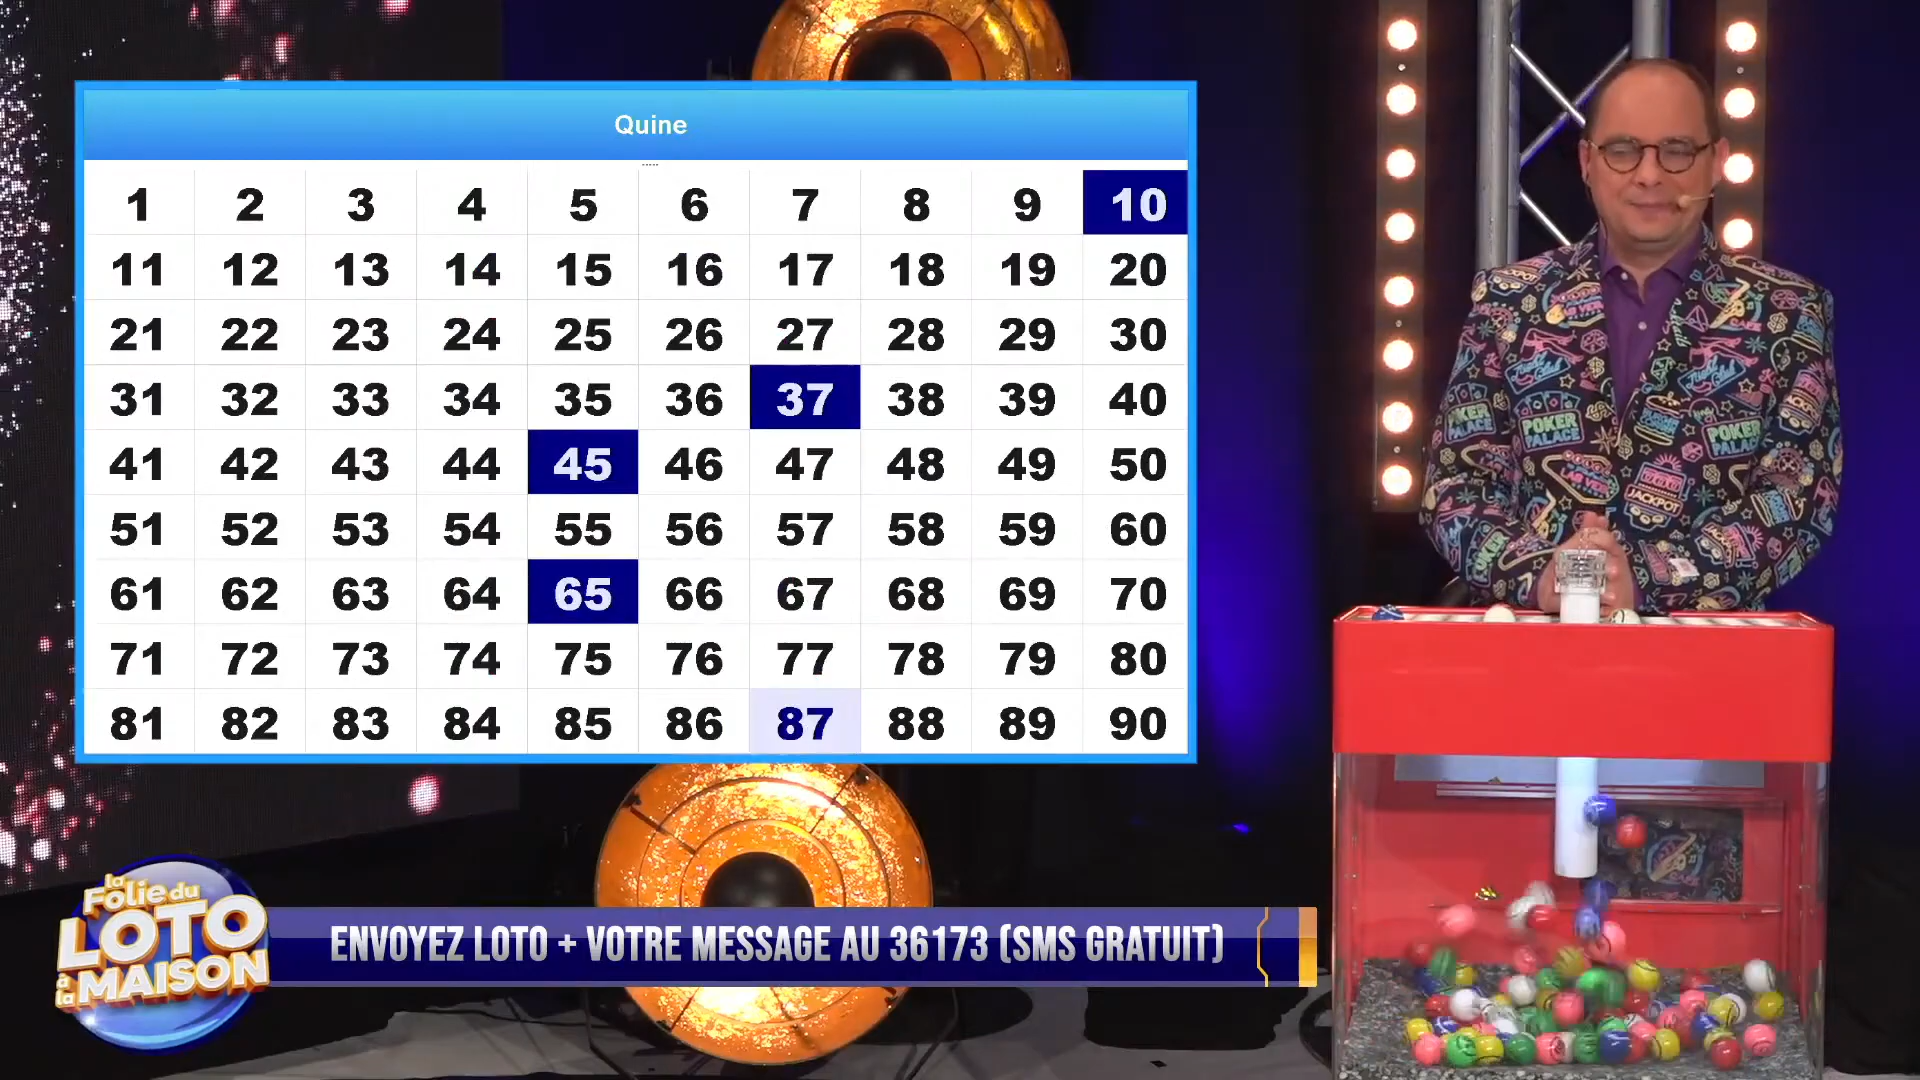 Quine
1 2 3 4 5 6 7 8 9 10
11 12 13 14 15 16 17 18 19 20
21 22 23 24 25 26 27 28 29 30
31 32 33 34 35 36 37 38 39 40
41 42 43 44 45 46 47 48 49 50
51 52 53 54 55 56 57 58 59 60
61 62 63 64 65 66 67 68 69 70
71 72 73 74 75 76 77 78 79 80
81 82 83 84 85 86 87 88 89 90
JACKPOT
POKER
PALACE
POKER
PALACE
POKER
PALACE
JACKPOT
la
Folie du
LOTO
à la
MAISON
ENVOYEZ LOTO + VOTRE MESSAGE AU 36173 (SMS GRATUIT)